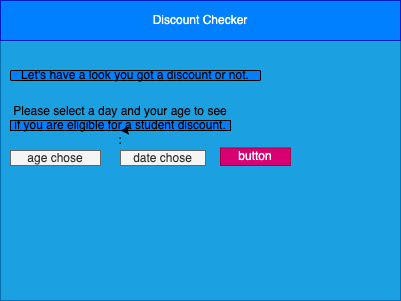 Discount Checker
Let's have a look you got a discount or not.
Please select a day and your age to see
if you are eligible for a student discount.
:
age chose
date chose
button